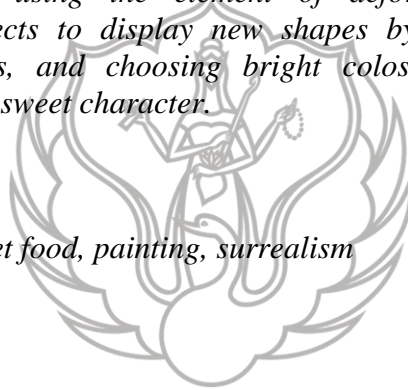 using the element of
ects to display new shapes by
s, and choosing bright colos
sweet character.
et food, painting, surrealism